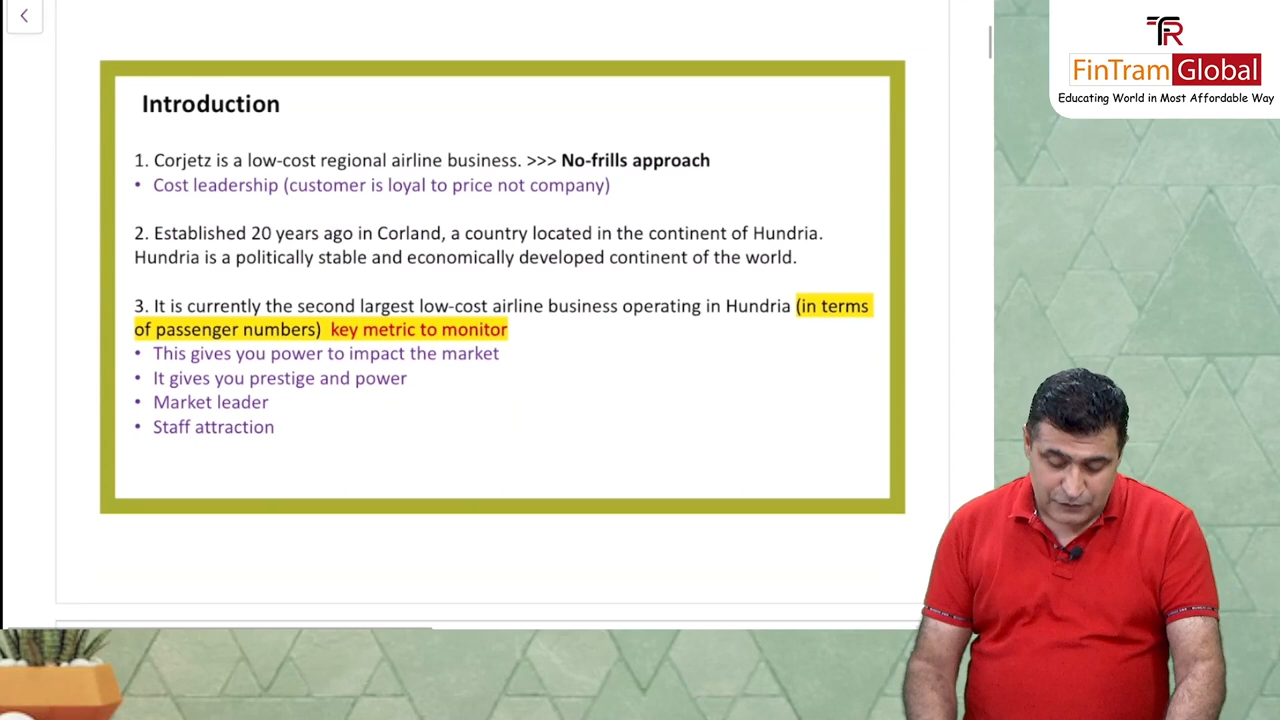 Introduction
1. Corjetz is a low-cost regional airline business. >>> No-frills approach
• Cost leadership (customer is loyal to price not company)
2. Established 20 years ago in Corland, a country located in the continent of Hundria.
Hundria is a politically stable and economically developed continent of the world.
3. It is currently the second largest low-cost airline business operating in Hundria (in terms
of passenger numbers) key metric to monitor
• This gives you power to impact the market
• It gives you prestige and power
• Market leader
• Staff attraction
FinTram Global
Educating World in Most Affordable Way